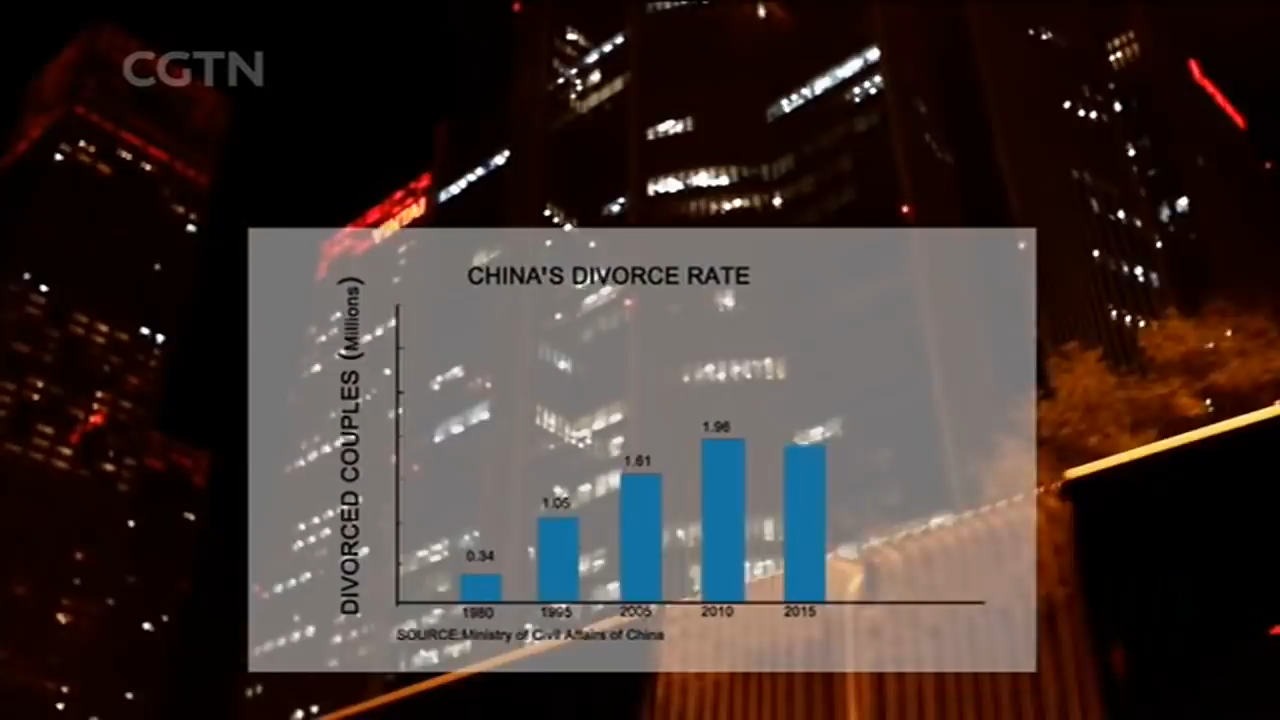 CGTN
CHINA'S DIVORCE RATE
DIVORCED COUPLES (Millions)
0.34
1.05
1.61
1.96
1980
1995
2005
2010
2015
SOURCE:Ministry of Civil Affairs of China